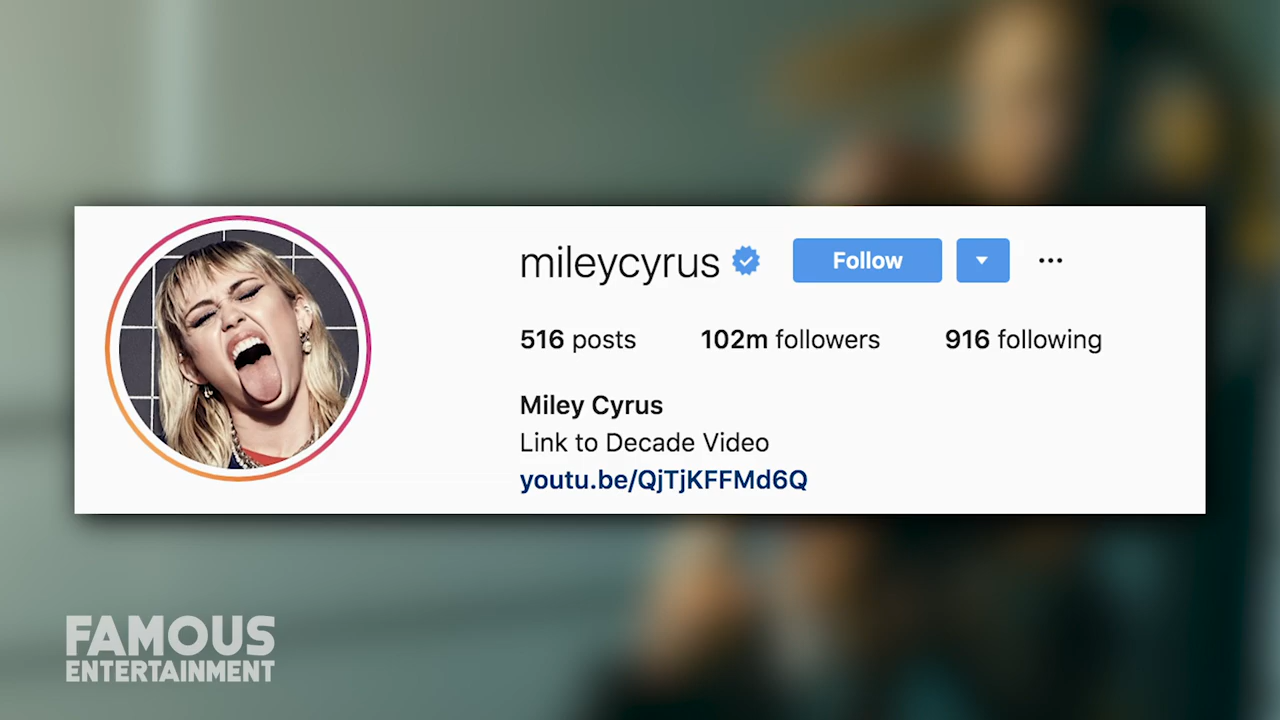 mileycyrus Follow ...
516 posts 102m followers 916 following
Miley Cyrus
Link to Decade Video
youtu.be/QjTjKFFMd6Q
FAMOUS
ENTERTAINMENT